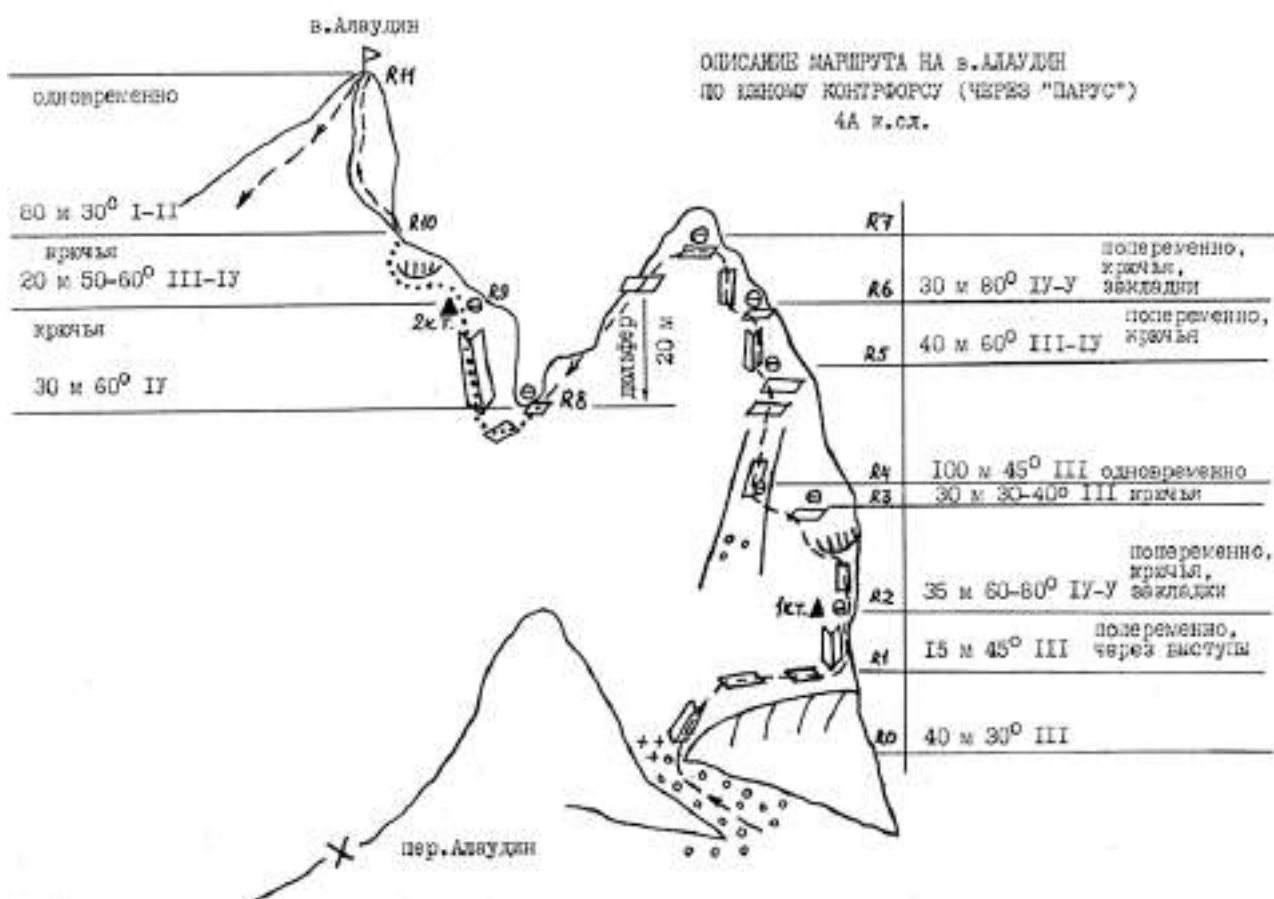 в.Алаудин
ОПИСАНИЕ МАРШРУТА НА в.АЛАУДИН
ПО ЮЖНОМУ КОНТРФОРСУ (ЧЕРЕЗ "ПАРУС")
4А к.сл.
R11
одновременно
80 м 30° I-II
R10
крючья
20 м 50-60° III-IУ
R9
2к.т.
крючья
30 м 60° IУ
R8
дюльфер
20 м
R7
попеременно,
крючья,
закладки
R6 30 м 80° IУ-У
попеременно,
крючья
R5 40 м 60° III-IУ
R4 100 м 45° III одновременно
R3 30 м 30-40° III крючья
попеременно,
крючья,
закладки
R2 35 м 60-80° IУ-У
1к.т.
попеременно,
через выступы
R1 15 м 45° III
R0 40 м 30° III
пер.Алаудин